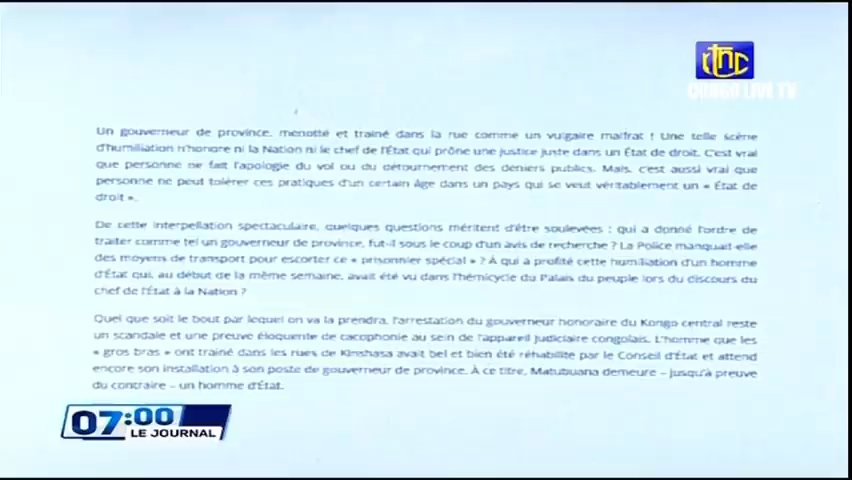 rtnc
CONGO LIVE TV
Un gouverneur de province, menotté et trainé dans la rue comme un vulgaire malfrat ! Une telle scène
d'humiliation n'honore ni la Nation ni le chef de l'État qui prône une justice juste dans un État de droit. C'est vrai
que personne ne fait l'apologie du vol ou du détournement des deniers publics. Mais, c'est aussi vrai que
personne ne peut tolérer ces pratiques d'un certain âge dans un pays qui se veut véritablement un « État de
droit ».
De cette interpellation spectaculaire, quelques questions méritent d'être soulevées : qui a donné l'ordre de
traiter comme tel un gouverneur de province, fut-il sous le coup d'un avis de recherche ? La Police manquait-elle
des moyens de transport pour escorter ce « prisonnier spécial » ? À qui a profité cette humiliation d'un homme
d'État qui, au début de la même semaine, avait été vu dans l'hémicycle du Palais du peuple lors du discours du
chef de l'État à la Nation ?
Quel que soit le bout par lequel on va la prendra, l'arrestation du gouverneur honoraire du Kongo central reste
un scandale et une preuve éloquente de cacophonie au sein de l'appareil judiciaire congolais. L'homme que les
« gros bras » ont trainé dans les rues de Kinshasa avait bel et bien été réhabilité par le Conseil d'État et attend
encore son installation à son poste de gouverneur de province. À ce titre, Matubuana demeure – jusqu'à preuve
du contraire – un homme d'État.
07:00
LE JOURNAL